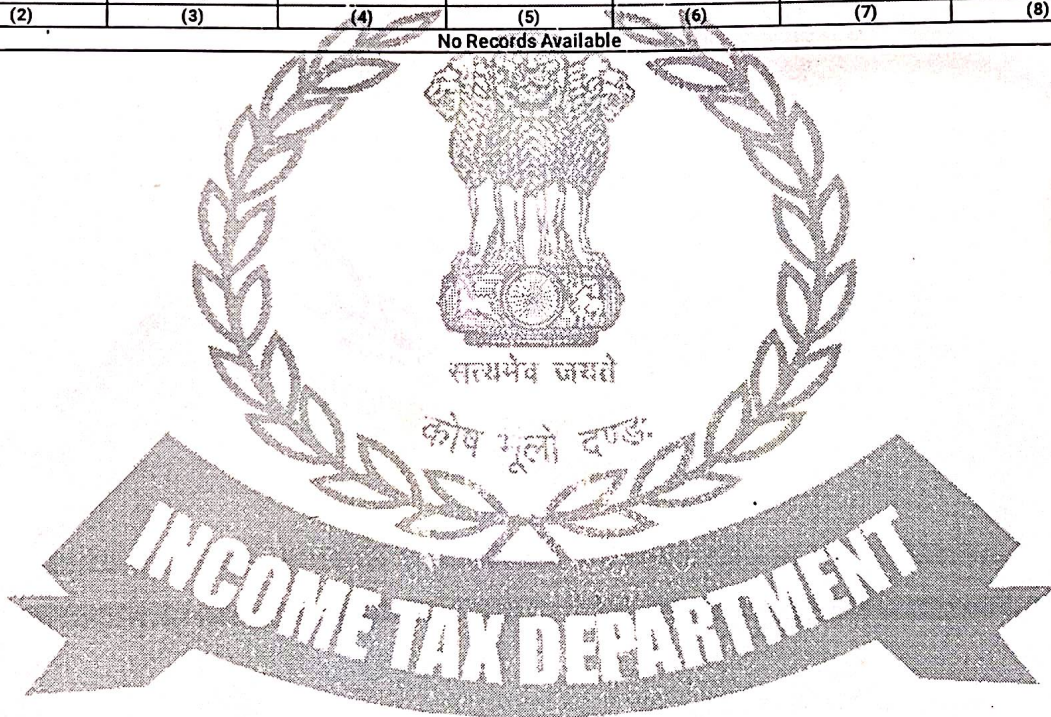 (2) (3) (4) (5) (6) (7) (8)
No Records Available
सत्यमेव जयते
कोष मूलो दण्डः
INCOME TAX DEPARTMENT